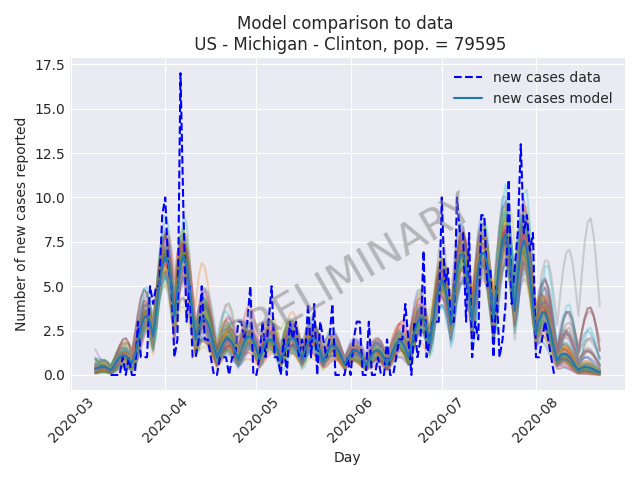 Model comparison to data
US - Michigan - Clinton, pop. = 79595
17.5
15.0
12.5
10.0
7.5
5.0
2.5
0.0
Number of new cases reported
new cases data
new cases model
PRELIMINARY
2020-03
2020-04
2020-05
2020-06
2020-07
2020-08
Day